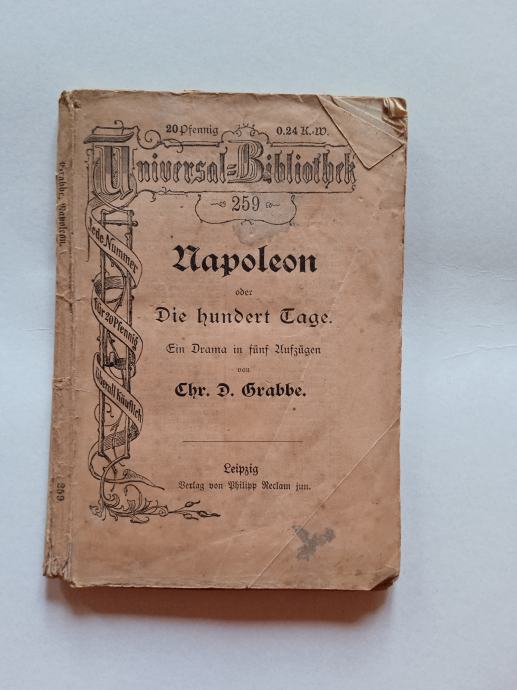 20 Pfennig 0.24 K.-W.
Universal-Bibliothek
259
Napoleon
oder
Die hundert Tage.
Ein Drama in fünf Aufzügen
von
Chr. D. Grabbe.
Leipzig
Verlag von Philipp Reclam jun.
Jede Nummer
für 20 Pfennig
überall käuflich
Grabbe, Napoleon.
259